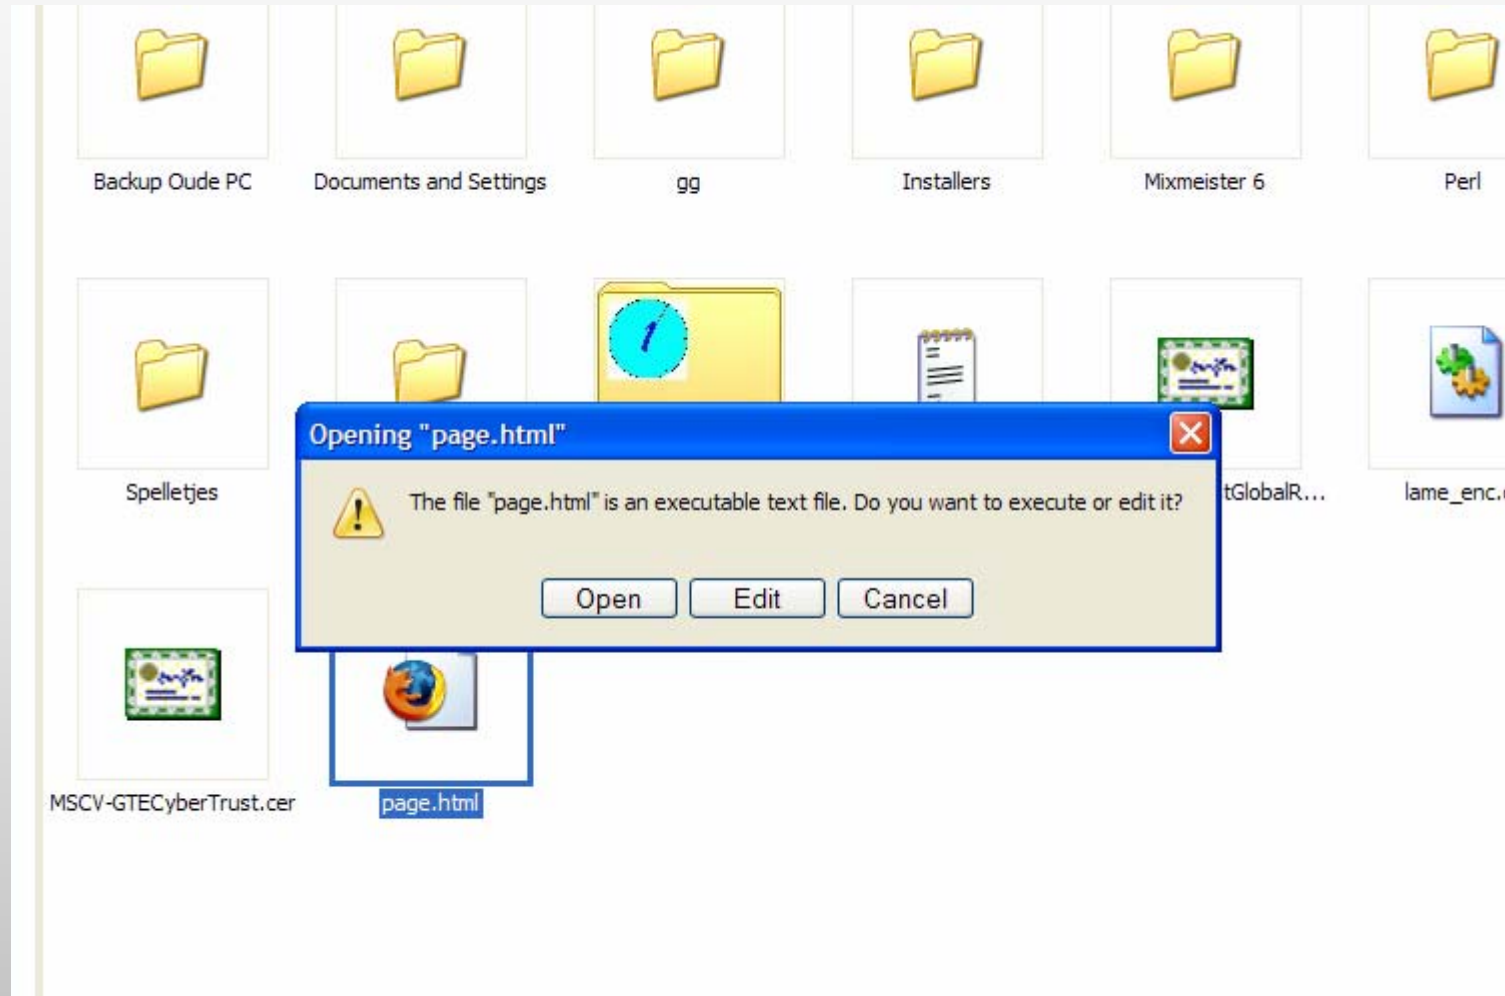 Backup Oude PC
Documents and Settings
gg
Installers
Mixmeister 6
Perl
Spelletjes
tGlobalR...
lame_enc.
Opening "page.html"
The file "page.html" is an executable text file. Do you want to execute or edit it?
Open
Edit
Cancel
MSCV-GTECyberTrust.cer
page.html